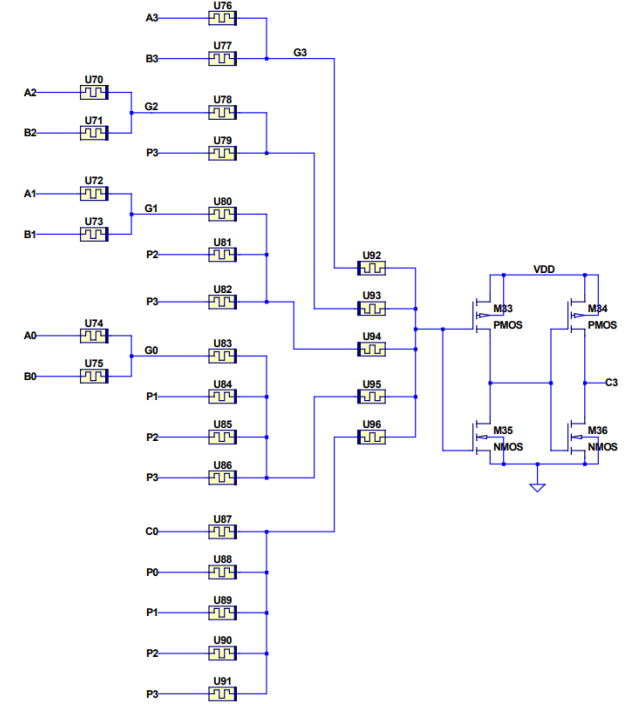 U76
A3
U77
B3
G3
U70
A2
U78
G2
U71
B2
U79
P3
U72
A1
U80
G1
U73
B1
U81
P2
U92
VDD
U82
P3
U93
M33
PMOS
M34
PMOS
U74
A0
U83
G0
U94
U75
B0
U84
P1
U95
C3
U85
P2
U96
M35
NMOS
M36
NMOS
U86
P3
U87
C0
U88
P0
U89
P1
U90
P2
U91
P3